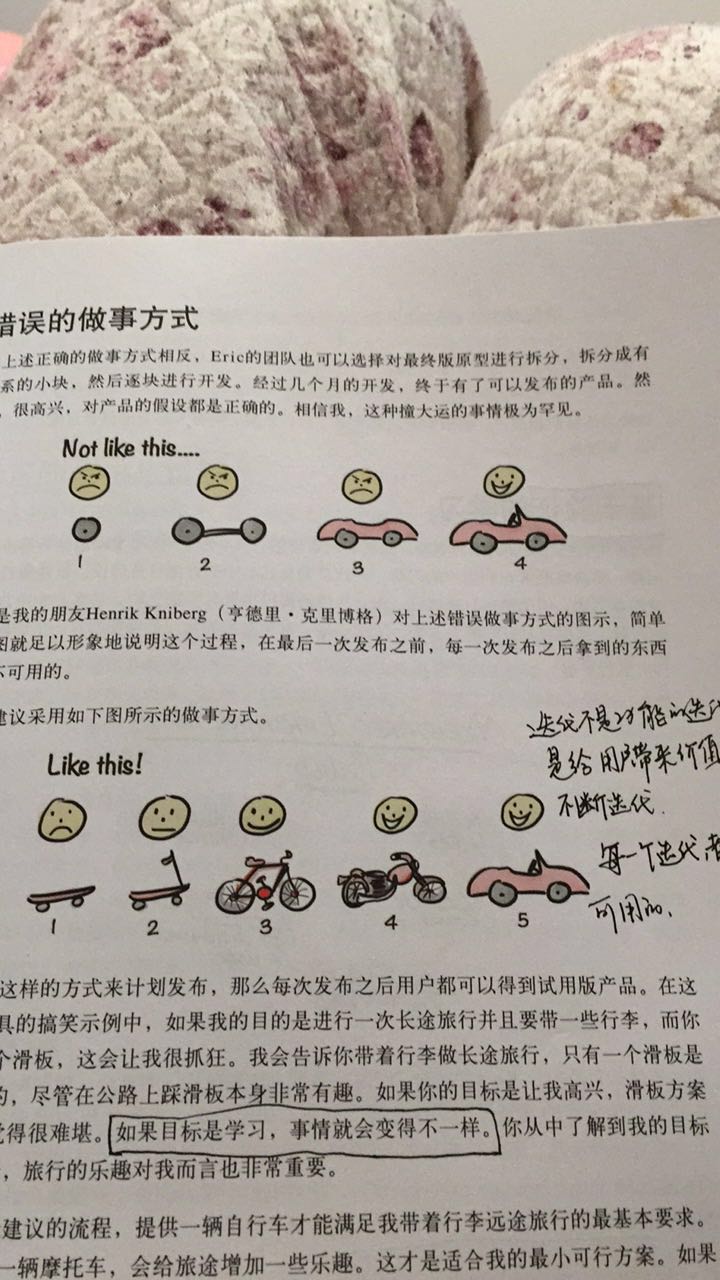 错误的做事方式
上述正确的做事方式相反，Eric的团队也可以选择对最终版原型进行拆分，拆分成有
系的小块，然后逐块进行开发。经过几个月的开发，终于有了可以发布的产品。然
，很高兴，对产品的假设都是正确的。相信我，这种撞大运的事情极为罕见。
Not like this....
1 2 3 4
是我的朋友Henrik Kniberg（亨德里·克里博格）对上述错误做事方式的图示，简单
图就足以形象地说明这个过程，在最后一次发布之前，每一次发布之后拿到的东西
不可用的。
建议采用如下图所示的做事方式。
迭代不是功能的迭代
是给用户带来价值
Like this!
不断迭代.
每一个迭代都
可用的.
1 2 3 4 5
这样的方式来计划发布，那么每次发布之后用户都可以得到试用版产品。在这
具的搞笑示例中，如果我的目的是进行一次长途旅行并且要带一些行李，而你
个滑板，这会让我很抓狂。我会告诉你带着行李做长途旅行，只有一个滑板是
的，尽管在公路上踩滑板本身非常有趣。如果你的目标是让我高兴，滑板方案
觉得很难堪。如果目标是学习，事情就会变得不一样。你从中了解到我的目标
，旅行的乐趣对我而言也非常重要。
建议的流程，提供一辆自行车才能满足我带着行李远途旅行的最基本要求。
一辆摩托车，会给旅途增加一些乐趣。这才是适合我的最小可行方案。如果